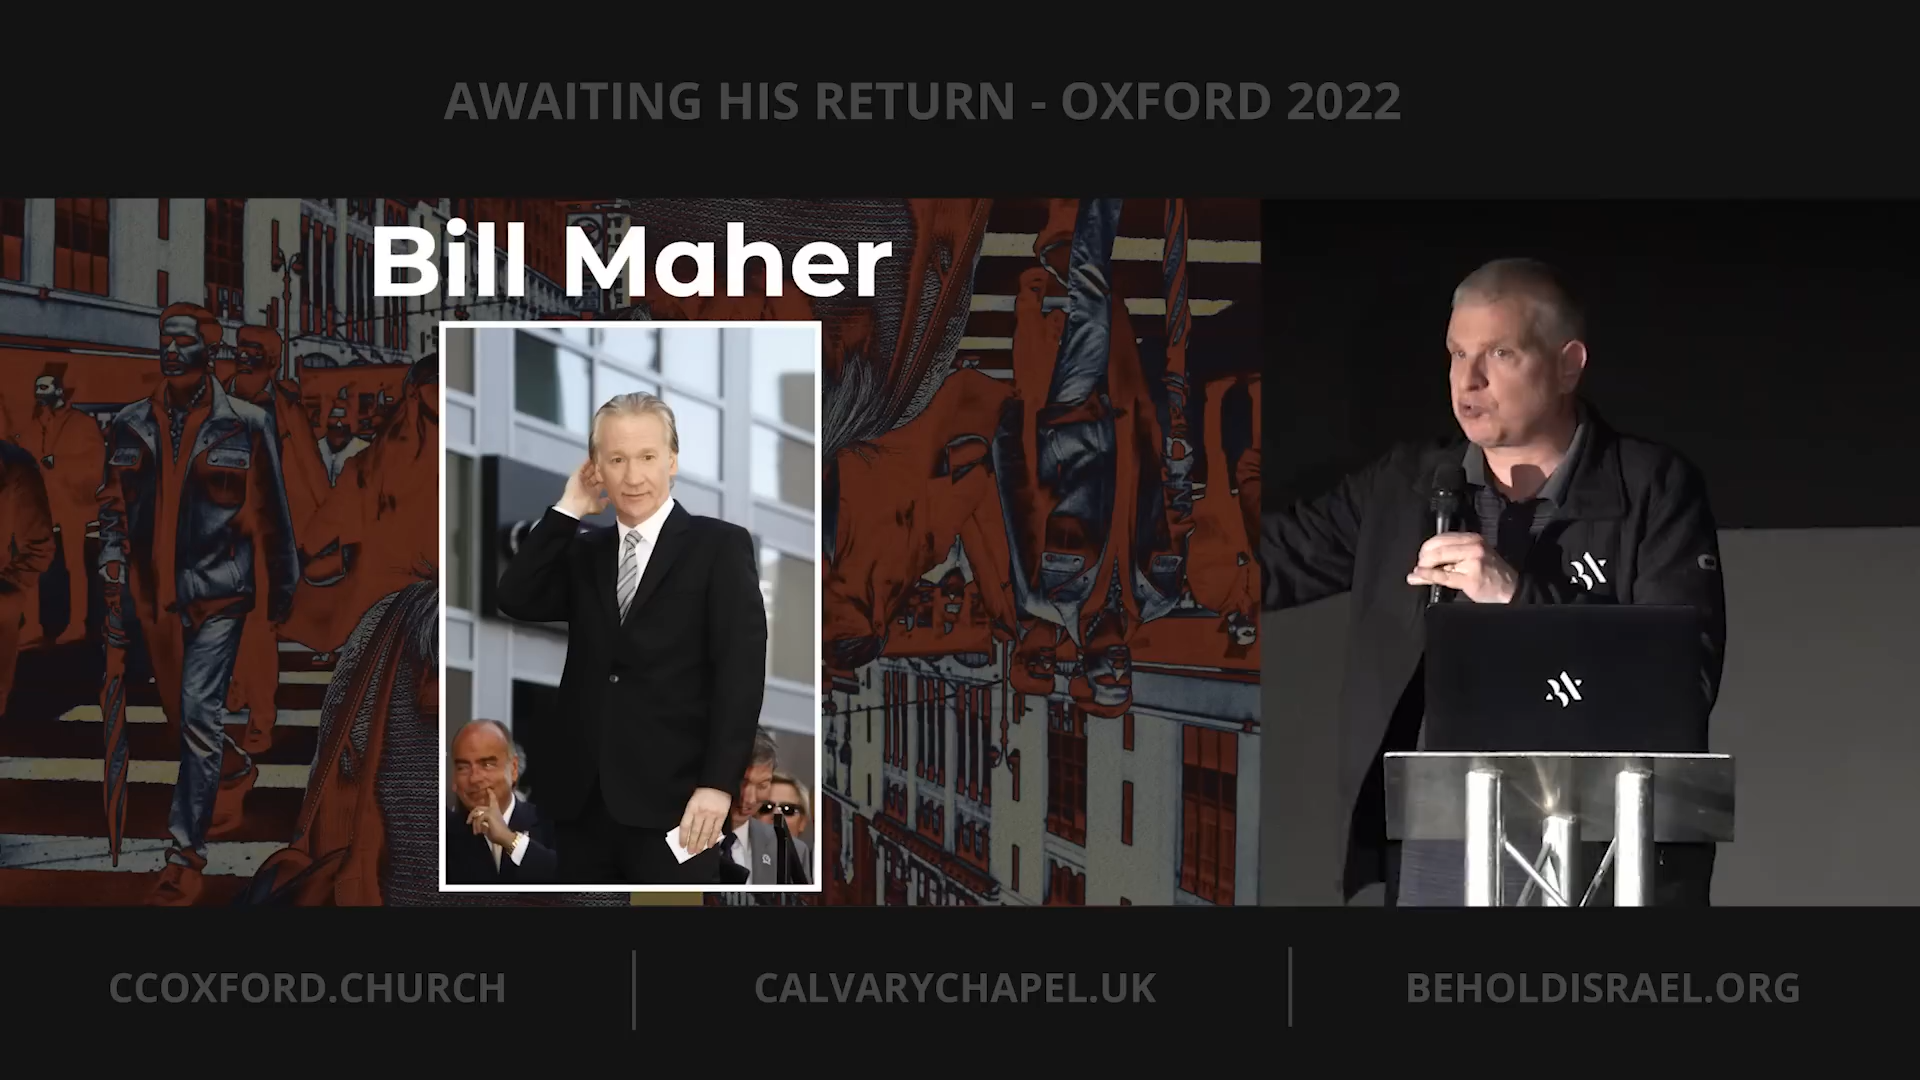 AWAITING HIS RETURN - OXFORD 2022
Bill Maher
CCOXFORD.CHURCH
CALVARYCHAPEL.UK
BEHOLDISRAEL.ORG